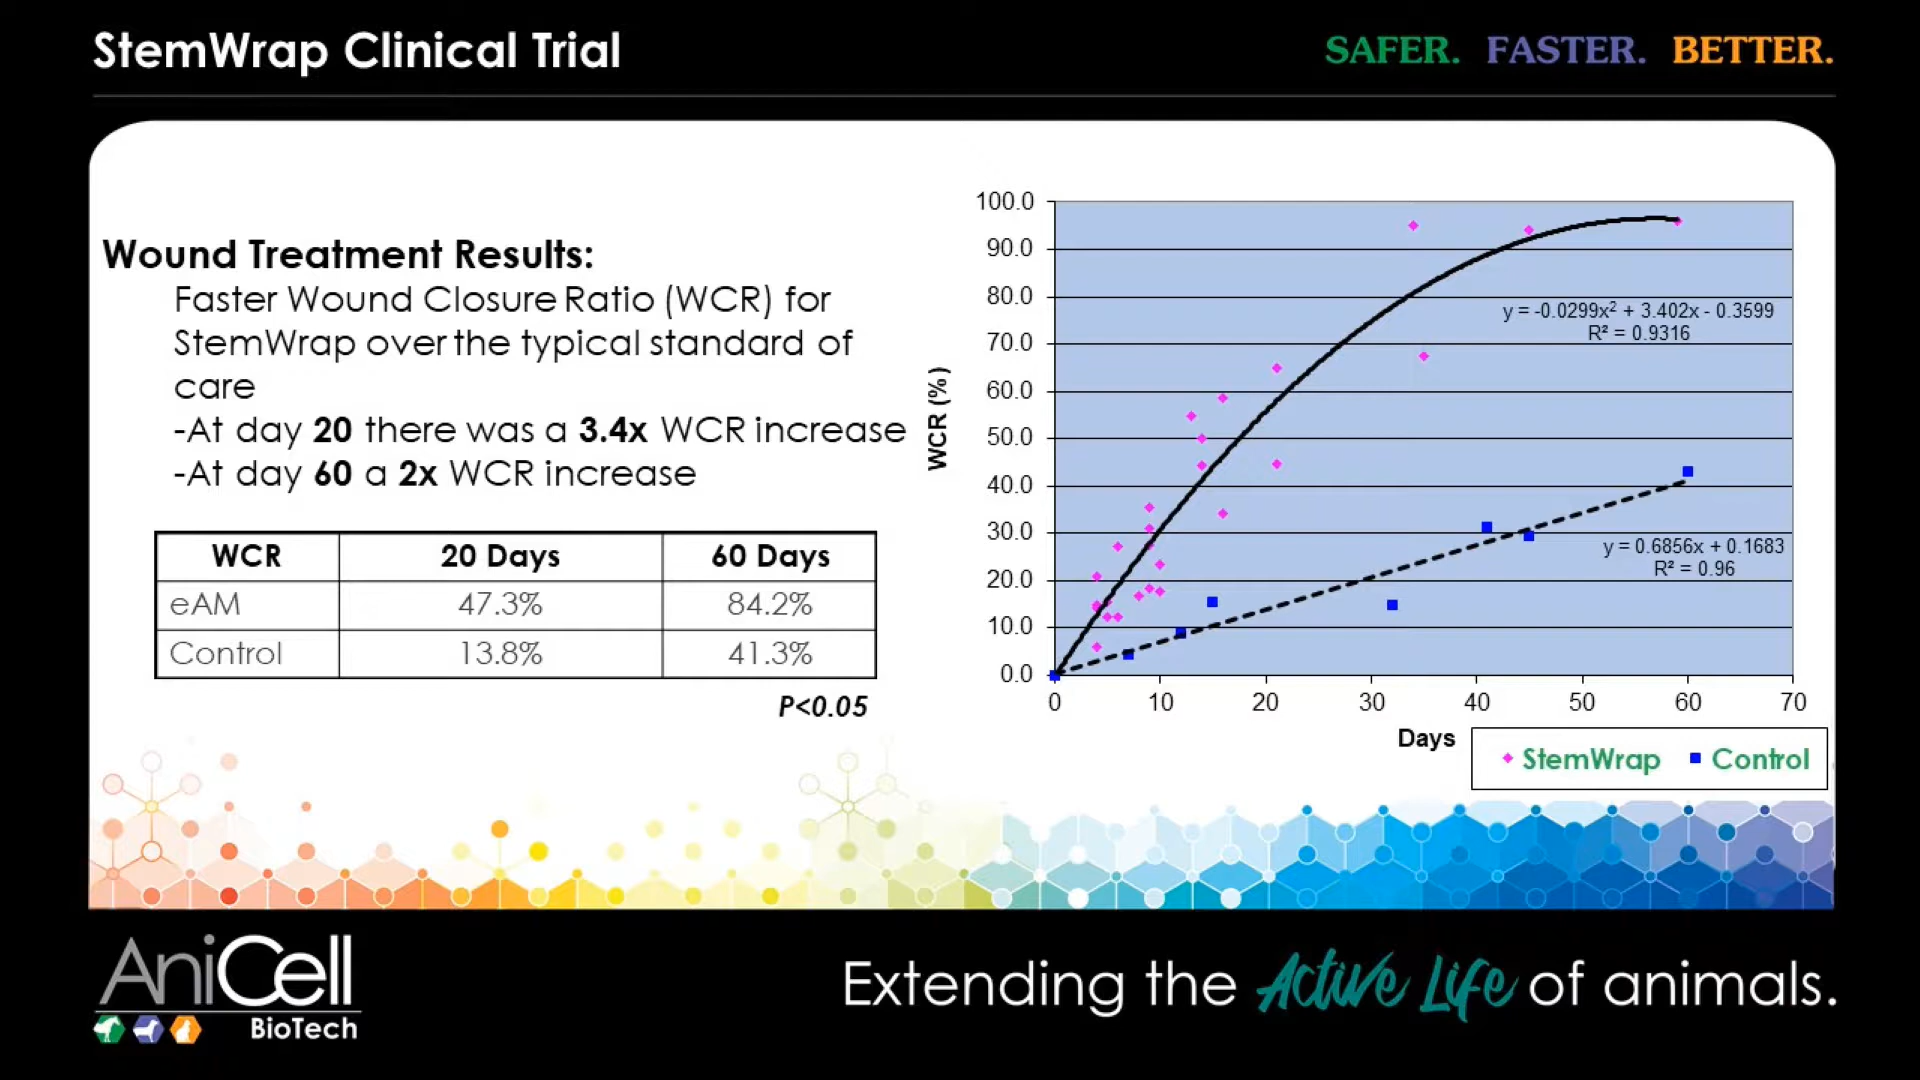 StemWrap Clinical Trial
SAFER. FASTER. BETTER.
Wound Treatment Results:
Faster Wound Closure Ratio (WCR) for
StemWrap over the typical standard of
care
-At day 20 there was a 3.4x WCR increase
-At day 60 a 2x WCR increase
WCR 20 Days 60 Days
eAM 47.3% 84.2%
Control 13.8% 41.3%
P<0.05
WCR (%)
100.0
90.0
80.0
70.0
60.0
50.0
40.0
30.0
20.0
10.0
0.0
y = -0.0299x² + 3.402x - 0.3599
R² = 0.9316
y = 0.6856x + 0.1683
R² = 0.96
0 10 20 30 40 50 60 70
Days
StemWrap Control
AniCell
BioTech
Extending the Active Life of animals.